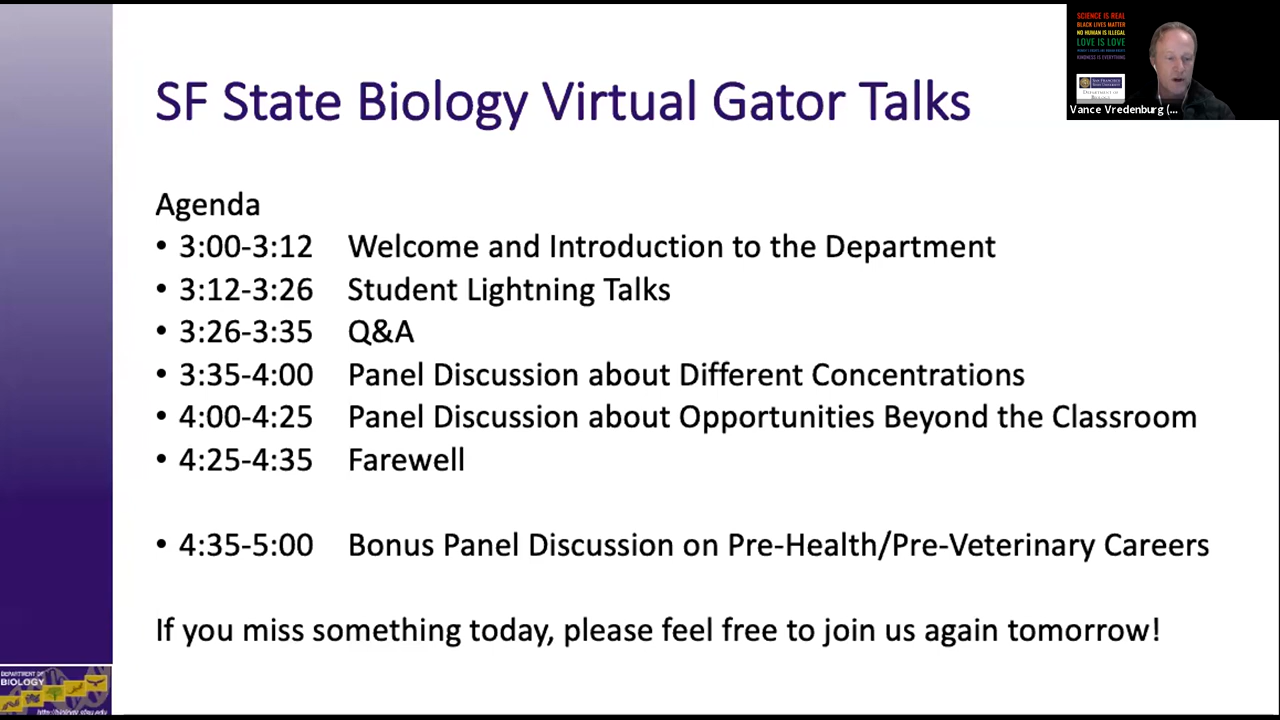 SF State Biology Virtual Gator Talks
Agenda
• 3:00-3:12 Welcome and Introduction to the Department
• 3:12-3:26 Student Lightning Talks
• 3:26-3:35 Q&A
• 3:35-4:00 Panel Discussion about Different Concentrations
• 4:00-4:25 Panel Discussion about Opportunities Beyond the Classroom
• 4:25-4:35 Farewell
• 4:35-5:00 Bonus Panel Discussion on Pre-Health/Pre-Veterinary Careers
If you miss something today, please feel free to join us again tomorrow!
SCIENCE IS REAL
BLACK LIVES MATTER
NO HUMAN IS ILLEGAL
LOVE IS LOVE
KINDNESS IS EVERYTHING
Vance Vredenburg (...
DEPARTMENT OF
BIOLOGY